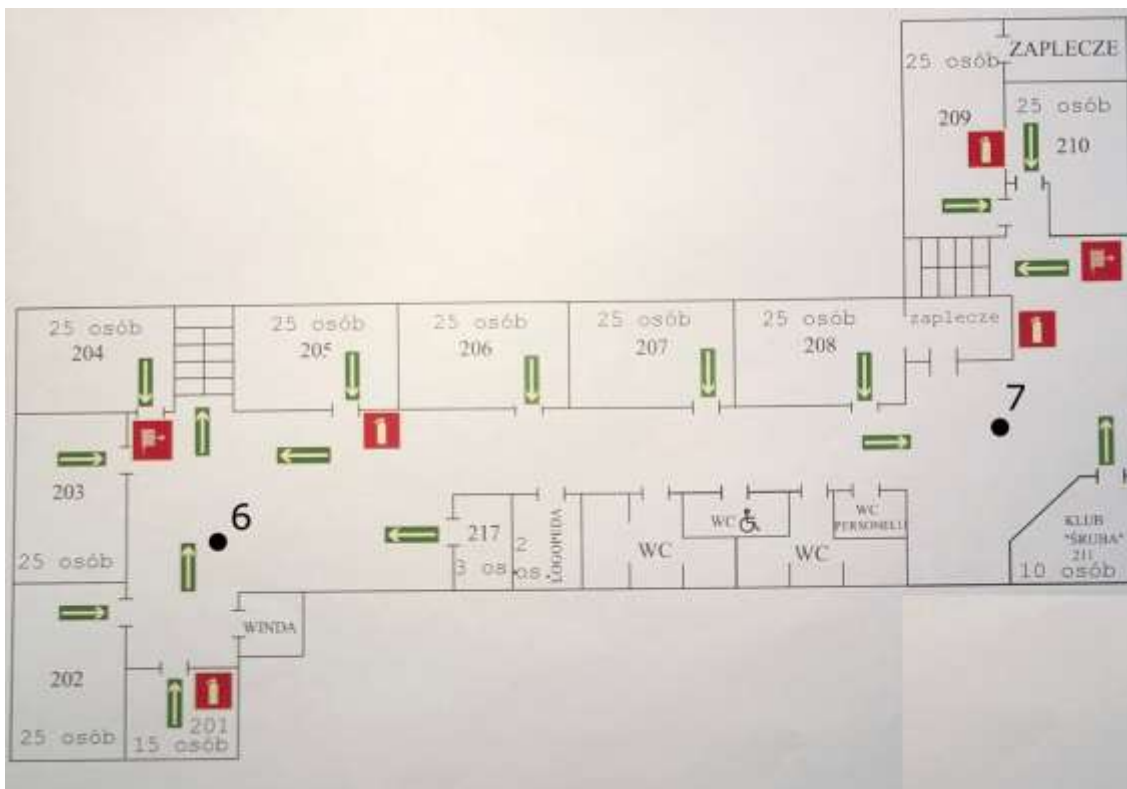 25 osób
ZAPLECZE
209
25 osób
210
25 osób
204
25 osób
205
25 osób
206
25 osób
207
25 osób
208
zaplecze
7
203
25 osób
6
217
3 os.
2
os.
LOGOPEDA
WC
WC
WC
WC
PERSONELU
KLUB
"ŚRUBA"
211
10 osób
WINDA
202
25 osób
201
15 osób